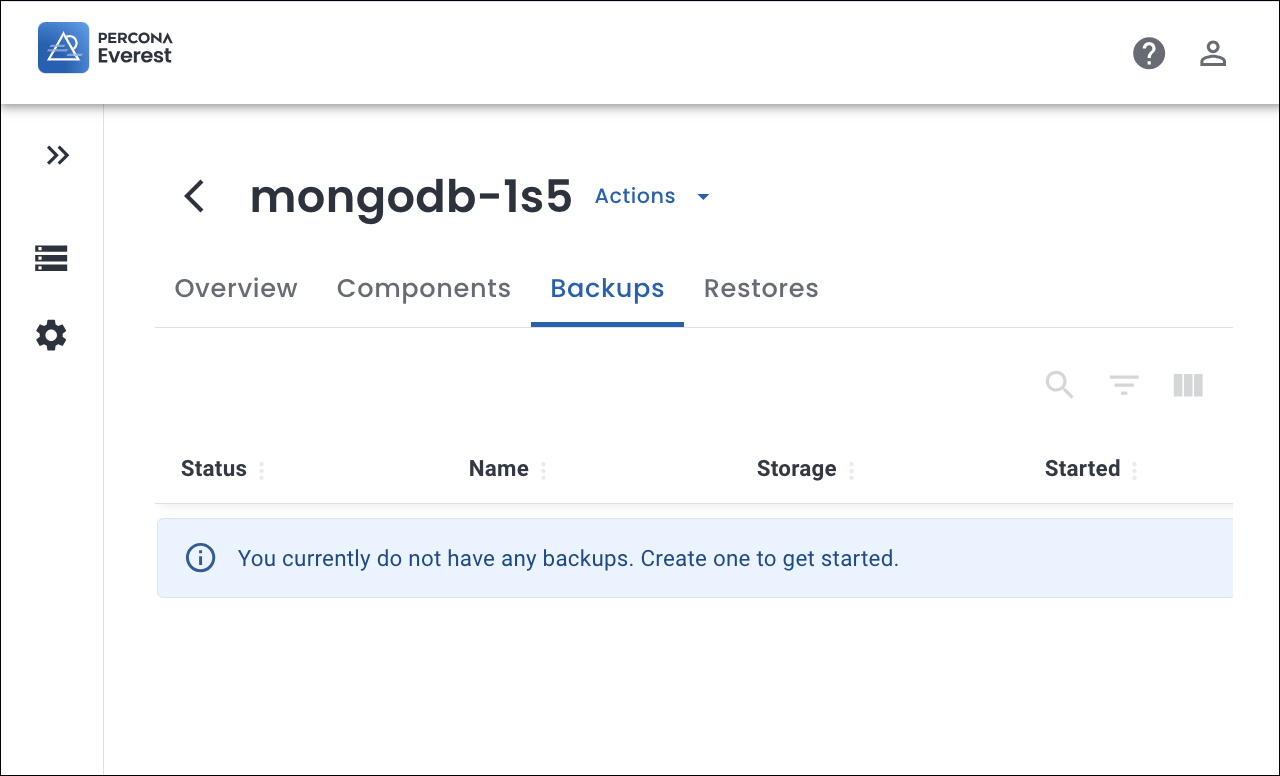 PERCONA
Everest
mongodb-1s5 Actions
Overview Components Backups Restores
Status Name Storage Started
You currently do not have any backups. Create one to get started.